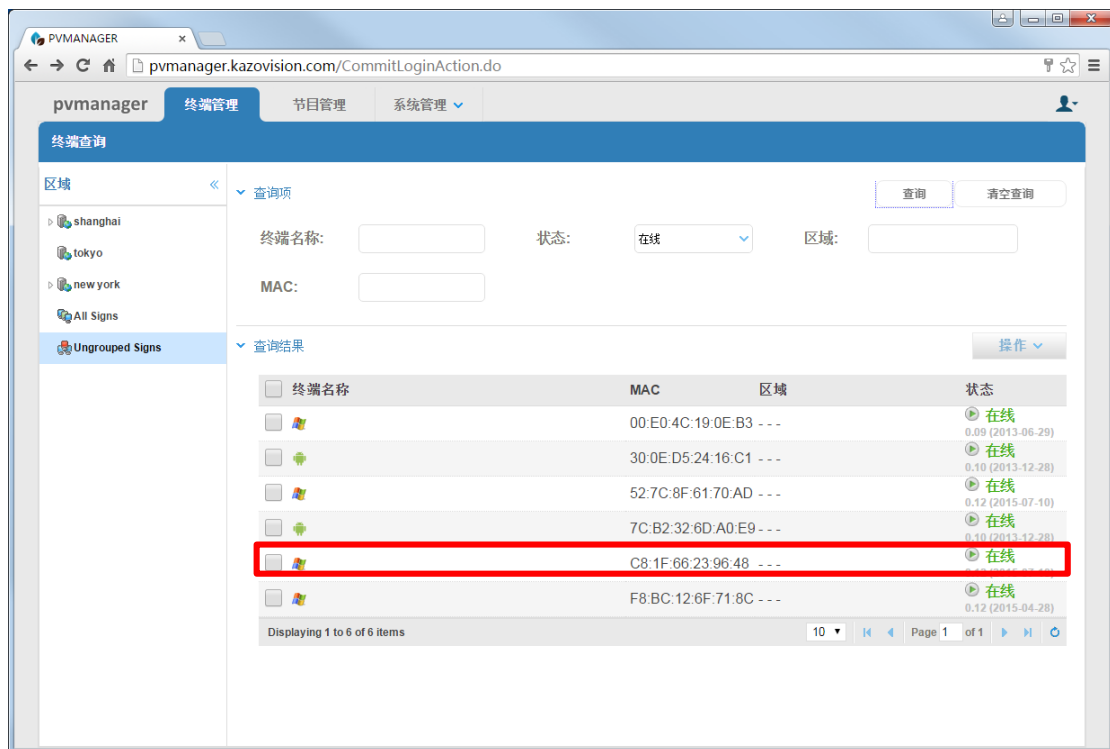 PVMANAGER
pvmanager.kazovision.com/CommitLoginAction.do
pvmanager 终端管理 节目管理 系统管理
终端查询
区域
shanghai
tokyo
new york
All Signs
Ungrouped Signs
查询项 查询 清空查询
终端名称: 状态: 在线 区域:
MAC:
查询结果 操作
终端名称 MAC 区域 状态
00:E0:4C:19:0E:B3 - - - 在线
0.09 (2013-06-29)
30:0E:D5:24:16:C1 - - - 在线
0.10 (2013-12-28)
52:7C:8F:61:70:AD - - - 在线
0.12 (2015-07-10)
7C:B2:32:6D:A0:E9 - - - 在线
0.10 (2013-12-28)
C8:1F:66:23:96:48 - - - 在线
F8:BC:12:6F:71:8C - - - 在线
0.12 (2015-04-28)
Displaying 1 to 6 of 6 items 10 Page 1 of 1